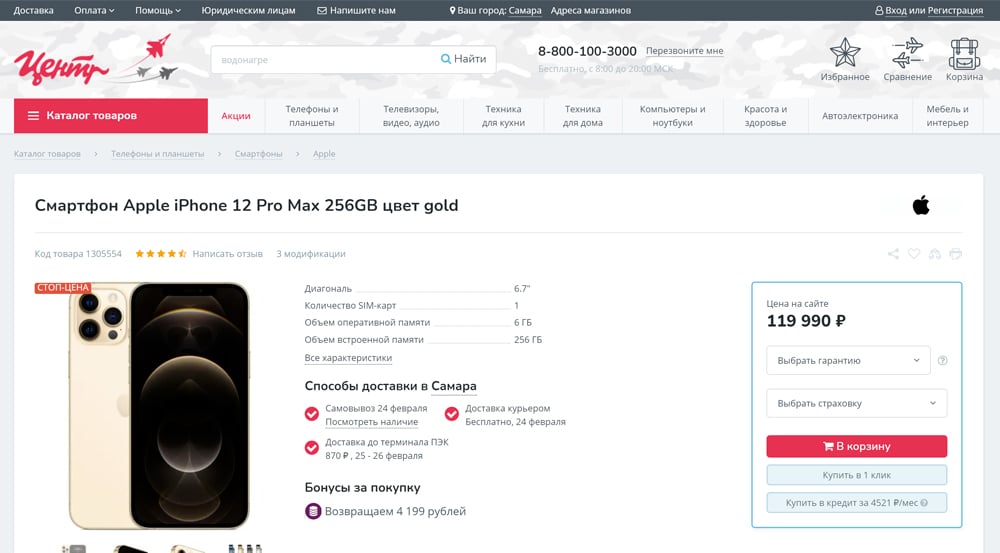 Доставка Оплата Помощь Юридическим лицам Напишите нам Ваш город: Самара Адреса магазинов Вход или Регистрация
Центр
водонагре
Найти
8-800-100-3000 Перезвоните мне
Бесплатно, с 8:00 до 20:00 МСК
Избранное Сравнение Корзина
Каталог товаров
Акции
Телефоны и
планшеты
Телевизоры,
видео, аудио
Техника
для кухни
Техника
для дома
Компьютеры и
ноутбуки
Красота и
здоровье
Автоэлектроника
Мебель и
интерьер
Каталог товаров > Телефоны и планшеты > Смартфоны > Apple
Смартфон Apple iPhone 12 Pro Max 256GB цвет gold
Код товара 1305554 Написать отзыв 3 модификации
СТОП-ЦЕНА
Диагональ 6.7"
Количество SIM-карт 1
Объем оперативной памяти 6 ГБ
Объем встроенной памяти 256 ГБ
Все характеристики
Способы доставки в Самара
Самовывоз 24 февраля
Посмотреть наличие
Доставка курьером
Бесплатно, 24 февраля
Доставка до терминала ПЭК
870 ₽ , 25 - 26 февраля
Бонусы за покупку
Возвращаем 4 199 рублей
Цена на сайте
119 990 ₽
Выбрать гарантию
Выбрать страховку
В корзину
Купить в 1 клик
Купить в кредит за 4521 ₽/мес